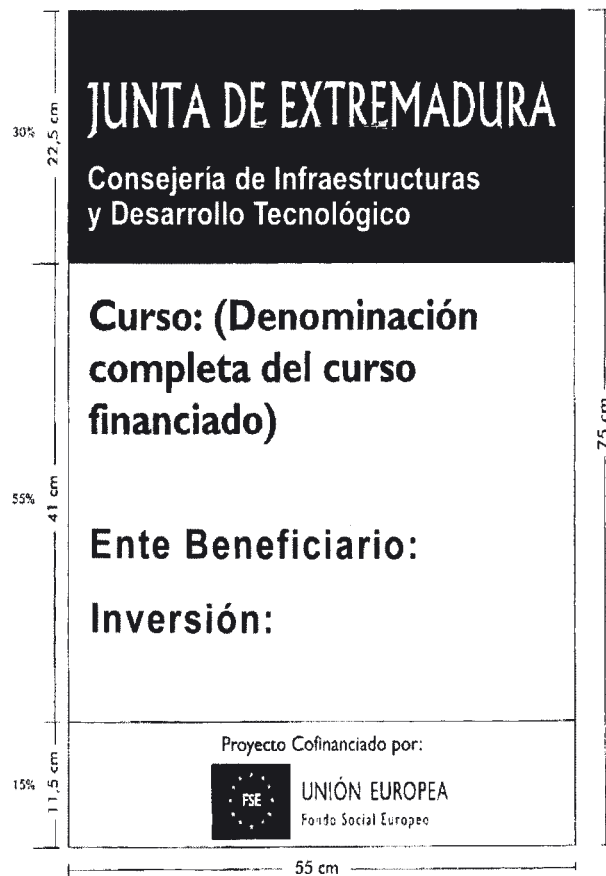 30%
22,5 cm
JUNTA DE EXTREMADURA
Consejería de Infraestructuras
y Desarrollo Tecnológico
Curso: (Denominación
completa del curso
financiado)
75 cm
55%
41 cm
Ente Beneficiario:
Inversión:
Proyecto Cofinanciado por:
15%
11,5 cm
FSE
UNIÓN EUROPEA
Fondo Social Europeo
55 cm